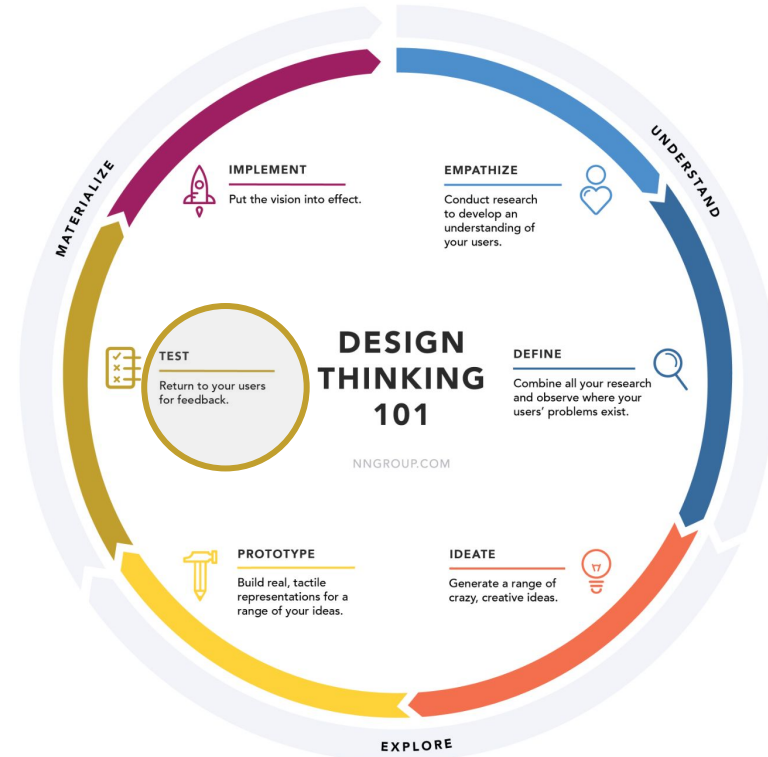 UNDERSTAND
EMPATHIZE
Conduct research
to develop an
understanding of
your users.
DEFINE
Combine all your research
and observe where your
users' problems exist.
EXPLORE
IDEATE
Generate a range of
crazy, creative ideas.
PROTOTYPE
Build real, tactile
representations for a
range of your ideas.
MATERIALIZE
TEST
Return to your users
for feedback.
IMPLEMENT
Put the vision into effect.
DESIGN
THINKING
101
NNGROUP.COM